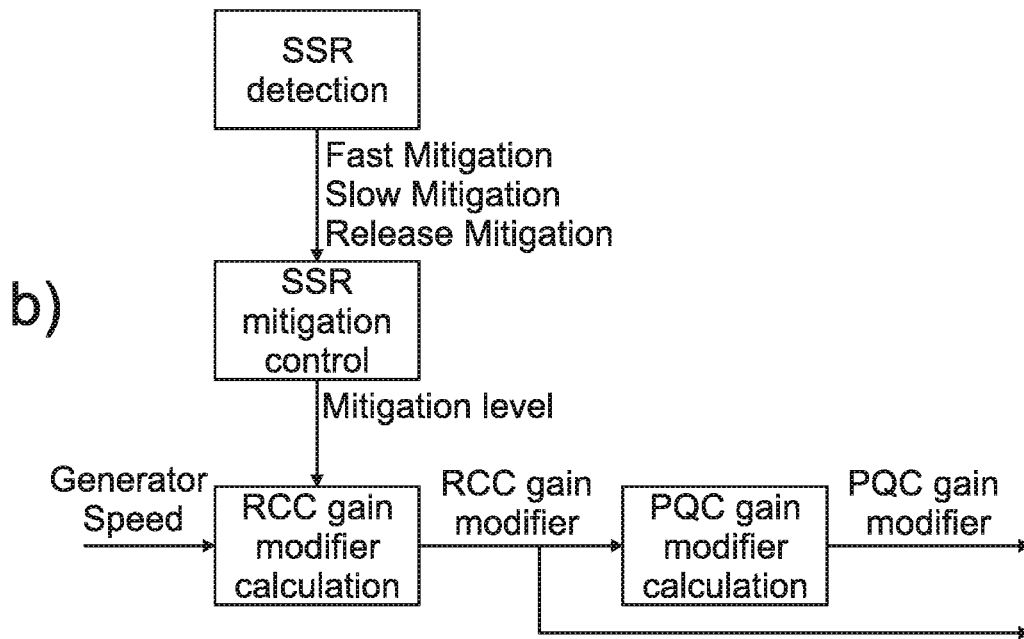 SSR
detection
Fast Mitigation
Slow Mitigation
Release Mitigation
b)
SSR
mitigation
control
Mitigation level
Generator
Speed
RCC gain
modifier
calculation
RCC gain
modifier
PQC gain
modifier
calculation
PQC gain
modifier